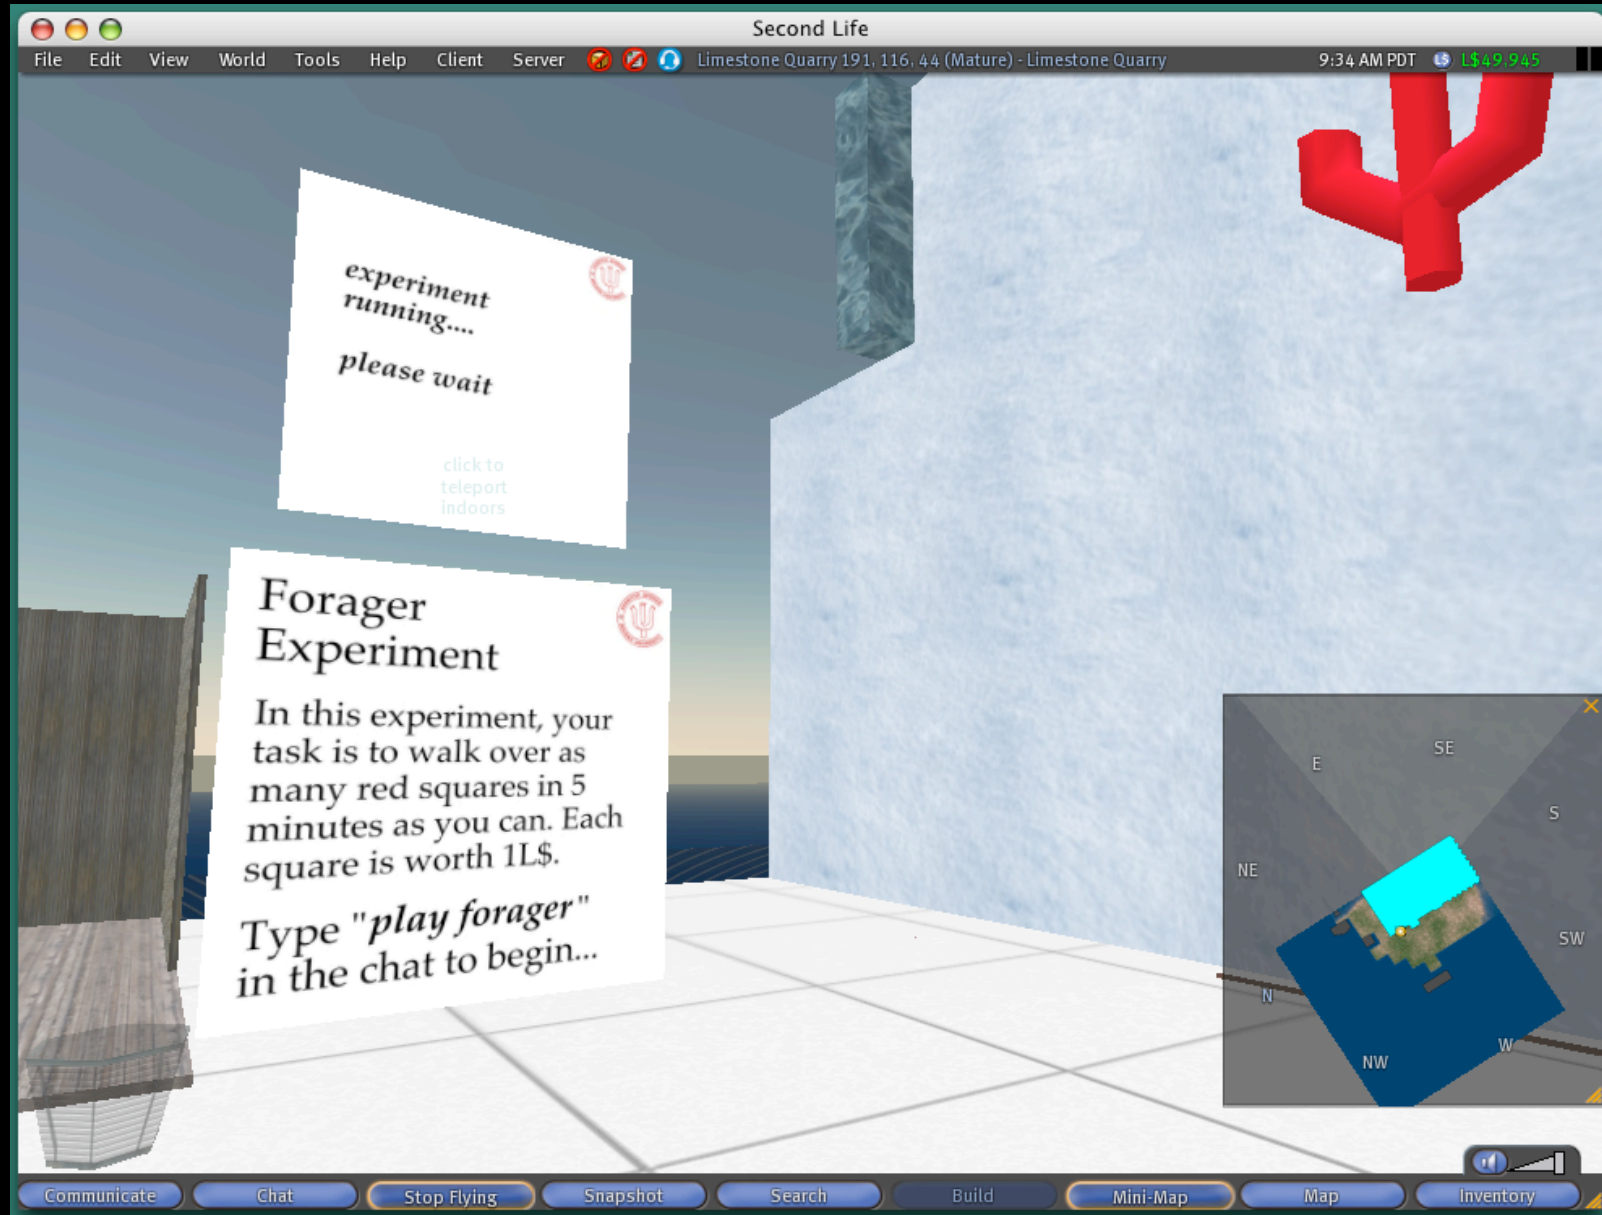 Second Life
File Edit View World Tools Help Client Server Limestone Quarry 191, 116, 44 (Mature) - Limestone Quarry 9:34 AM PDT L$ L$49,945
experiment
running....
please wait
click to
teleport
indoors
Forager
Experiment
In this experiment, your
task is to walk over as
many red squares in 5
minutes as you can. Each
square is worth 1L$.
Type "play forager"
in the chat to begin...
SE
E
S
NE
SW
N
W
NW
Communicate Chat Stop Flying Snapshot Search Build Mini-Map Map Inventory